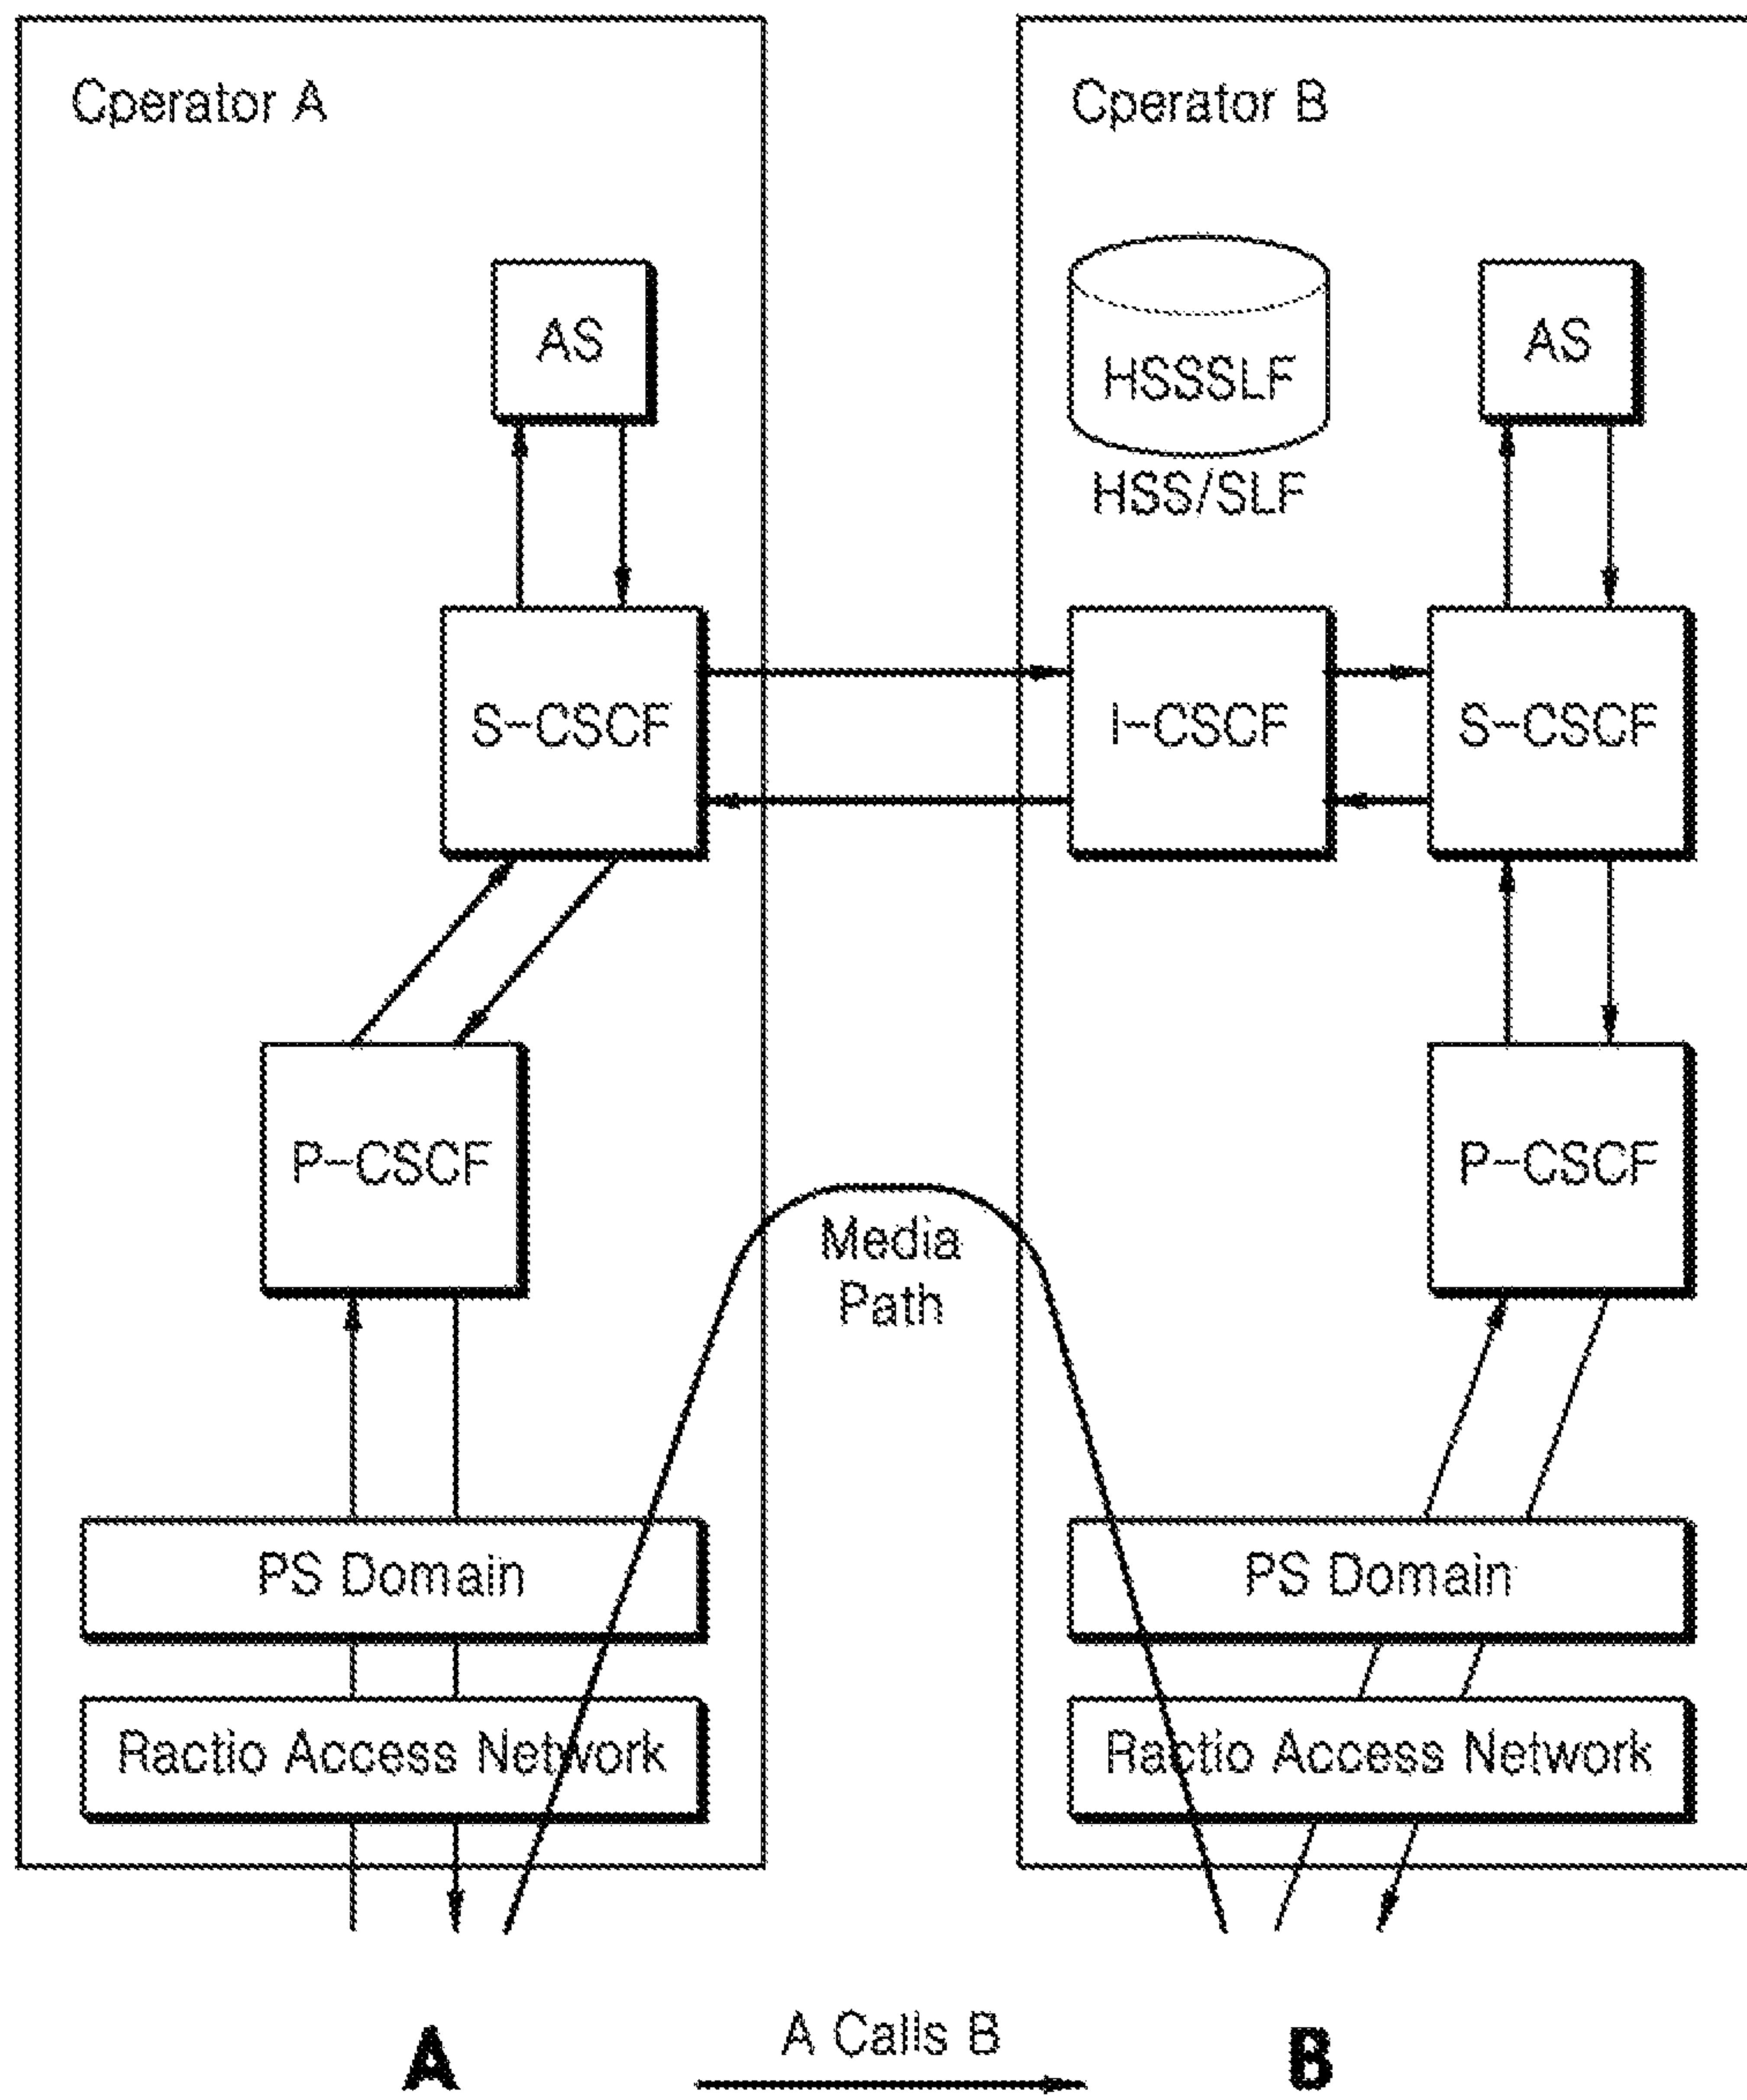 Cperator A
AS
S-CSCF
P-CSCF
PS Domain
Ractio Access Network
Cperator B
HSSSLF
HSS/SLF
AS
I-CSCF
S-CSCF
P-CSCF
PS Domain
Ractio Access Network
Media
Path
A
A Calls B
B